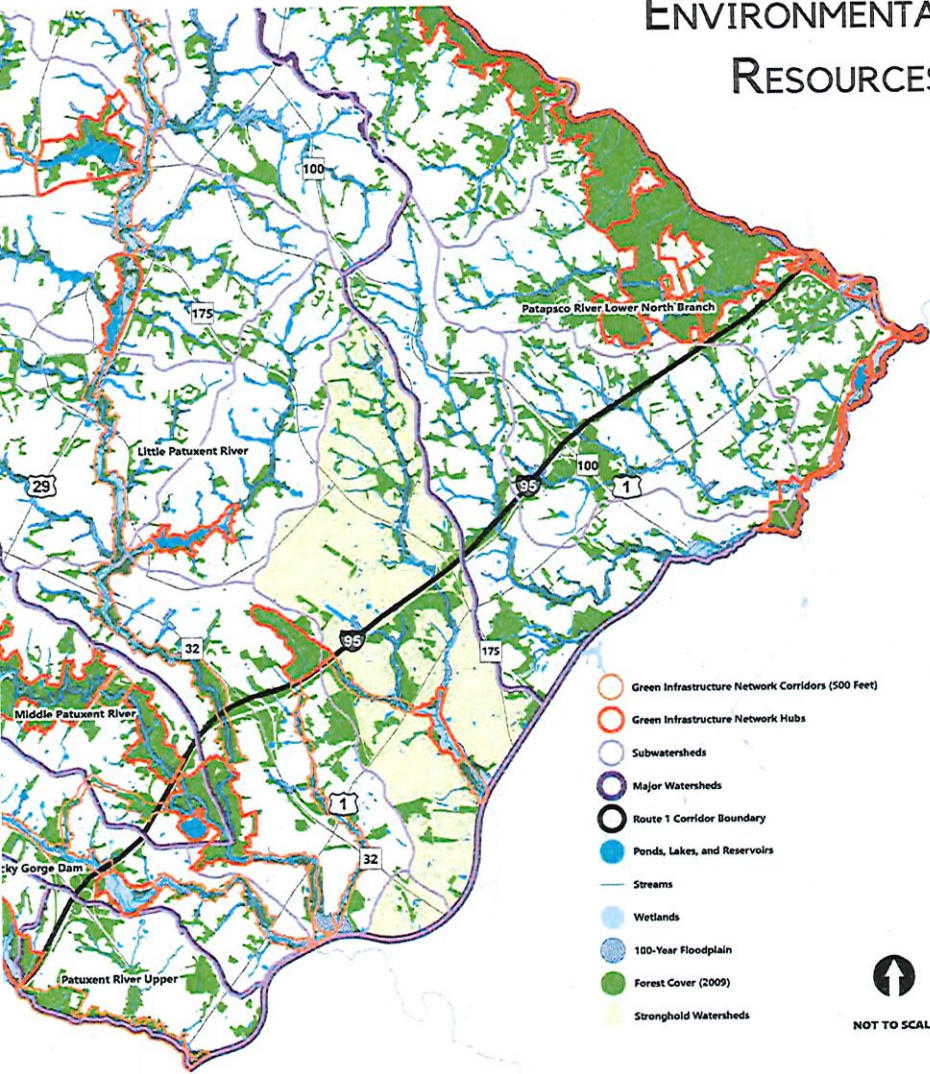 ENVIRONMENTA
RESOURCES
100
175
Patapsco River Lower North Branch
Little Patuxent River
29
95
100
1
95
32
175
Middle Patuxent River
1
32
cky Gorge Dam
Patuxent River Upper
Green Infrastructure Network Corridors (500 Feet)
Green Infrastructure Network Hubs
Subwatersheds
Major Watersheds
Route 1 Corridor Boundary
Ponds, Lakes, and Reservoirs
Streams
Wetlands
100-Year Floodplain
Forest Cover (2009)
Stronghold Watersheds
NOT TO SCAL